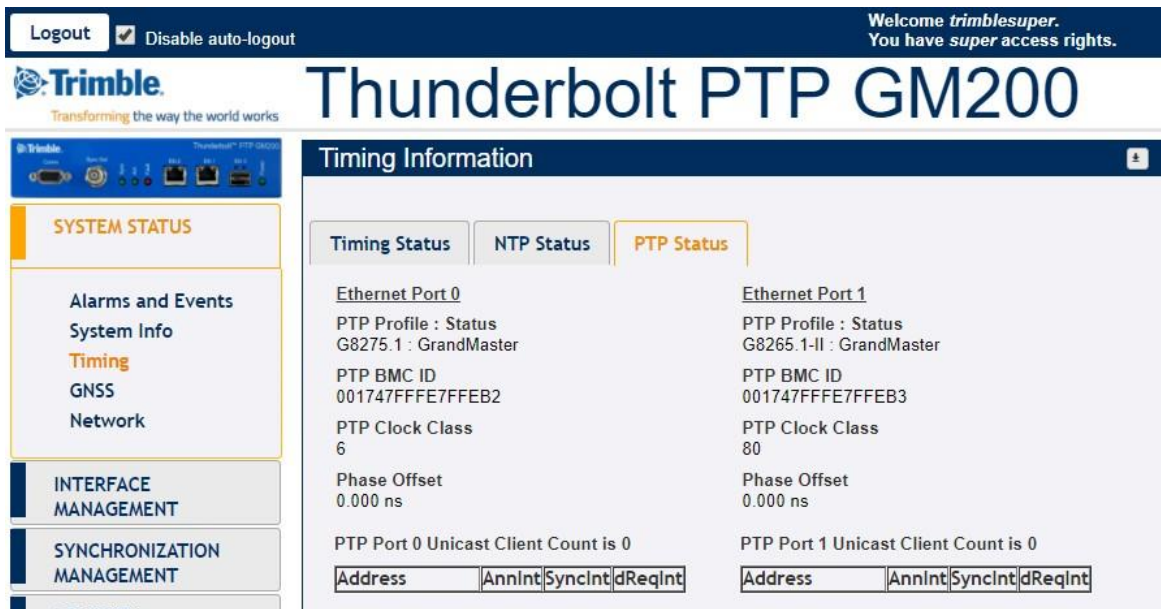 Logout
Disable auto-logout
Welcome trimblesuper.
You have super access rights.
Trimble.
Transforming the way the world works
Thunderbolt PTP GM200
Trimble.
Timing Information
SYSTEM STATUS
Alarms and Events
System Info
Timing
GNSS
Network
INTERFACE
MANAGEMENT
SYNCHRONIZATION
MANAGEMENT
Timing Status
NTP Status
PTP Status
Ethernet Port 0
PTP Profile : Status
G8275.1 : GrandMaster
PTP BMC ID
001747FFFE7FFEB2
PTP Clock Class
6
Phase Offset
0.000 ns
PTP Port 0 Unicast Client Count is 0
Address AnnInt SyncInt dReqInt
Ethernet Port 1
PTP Profile : Status
G8265.1-II : GrandMaster
PTP BMC ID
001747FFFE7FFEB3
PTP Clock Class
80
Phase Offset
0.000 ns
PTP Port 1 Unicast Client Count is 0
Address AnnInt SyncInt dReqInt